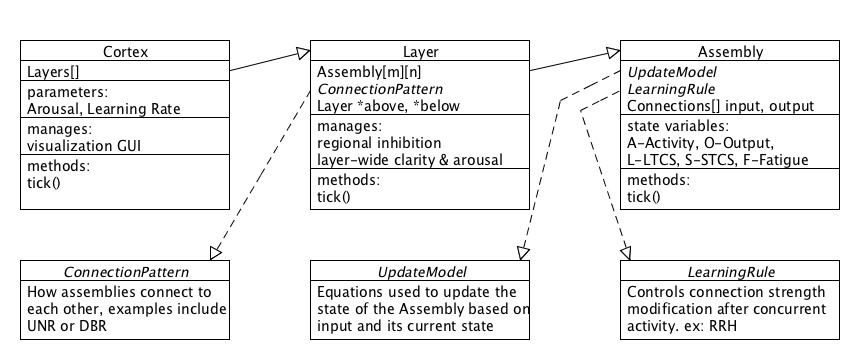 Cortex
Layers[]
parameters:
Arousal, Learning Rate
manages:
visualization GUI
methods:
tick()
Layer
Assembly[m][n]
ConnectionPattern
Layer *above, *below
manages:
regional inhibition
layer-wide clarity & arousal
methods:
tick()
Assembly
UpdateModel
LearningRule
Connections[] input, output
state variables:
A-Activity, O-Output,
L-LTCS, S-STCS, F-Fatigue
methods:
tick()
ConnectionPattern
How assemblies connect to
each other, examples include
UNR or DBR
UpdateModel
Equations used to update the
state of the Assembly based on
input and its current state
LearningRule
Controls connection strength
modification after concurrent
activity. ex: RRH